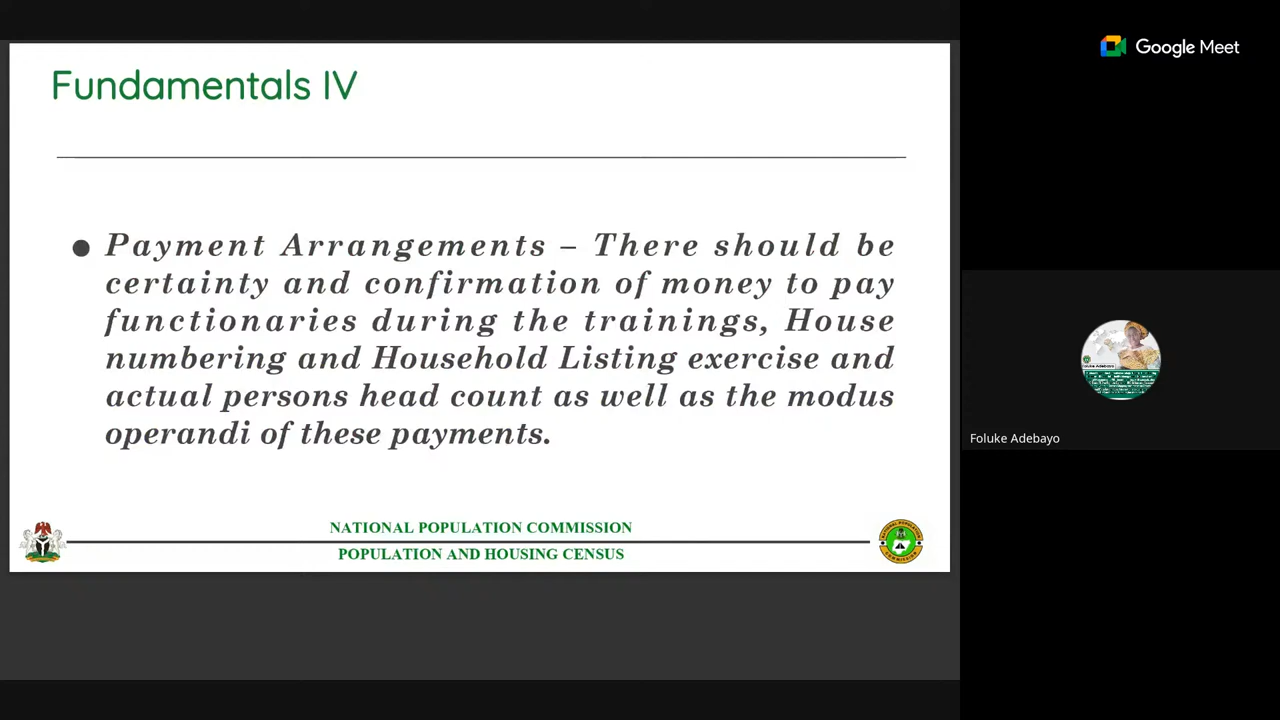 Fundamentals IV
Google Meet
● Payment Arrangements – There should be
certainty and confirmation of money to pay
functionaries during the trainings, House
numbering and Household Listing exercise and
actual persons head count as well as the modus
operandi of these payments.
Foluke Adebayo
NATIONAL POPULATION COMMISSION
POPULATION AND HOUSING CENSUS